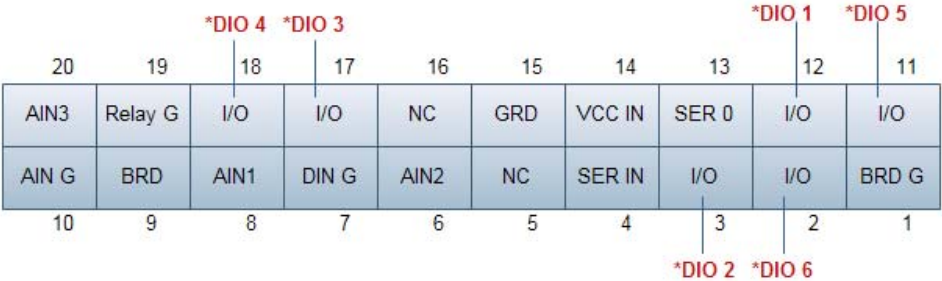 *DIO 4 *DIO 3 *DIO 1 *DIO 5
20 19 18 17 16 15 14 13 12 11
AIN3 Relay G I/O I/O NC GRD VCC IN SER 0 I/O I/O
AIN G BRD AIN1 DIN G AIN2 NC SER IN I/O I/O BRD G
10 9 8 7 6 5 4 3 2 1
*DIO 2 *DIO 6